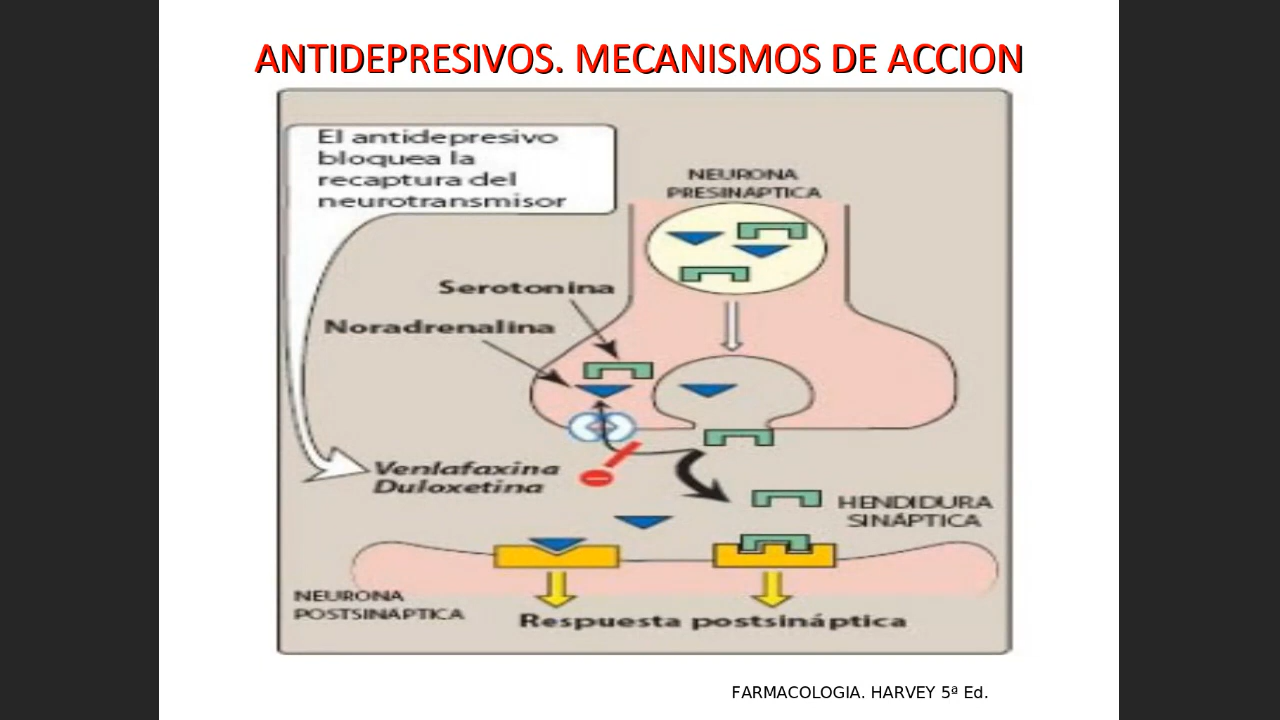 ANTIDEPRESIVOS. MECANISMOS DE ACCION
El antidepresivo
bloquea la
recaptura del
neurotransmisor
NEURONA
PRESINÁPTICA
Serotonina
Noradrenalina
Venlafaxina
Duloxetina
HENDIDURA
SINÁPTICA
NEURONA
POSTSINÁPTICA
Respuesta postsináptica
FARMACOLOGIA. HARVEY 5ª Ed.